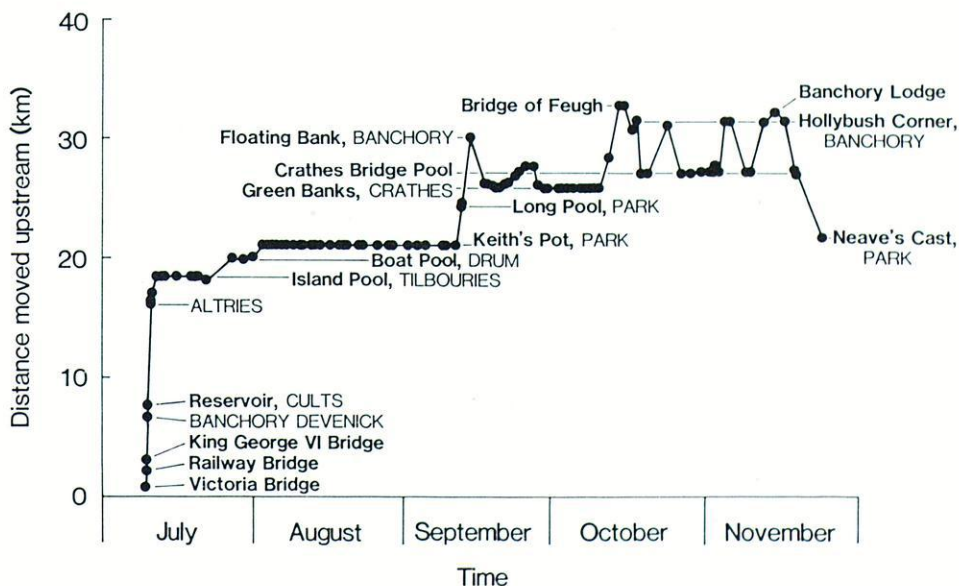 40
30
20
10
0
Distance moved upstream (km)
Bridge of Feugh
Banchory Lodge
Hollybush Corner,
BANCHORY
Floating Bank, BANCHORY
Crathes Bridge Pool
Green Banks, CRATHES
Long Pool, PARK
Keith's Pot, PARK
Neave's Cast,
PARK
Boat Pool, DRUM
Island Pool, TILBOURIES
ALTRIES
Reservoir, CULTS
BANCHORY DEVENICK
King George VI Bridge
Railway Bridge
Victoria Bridge
July
August
September
October
November
Time